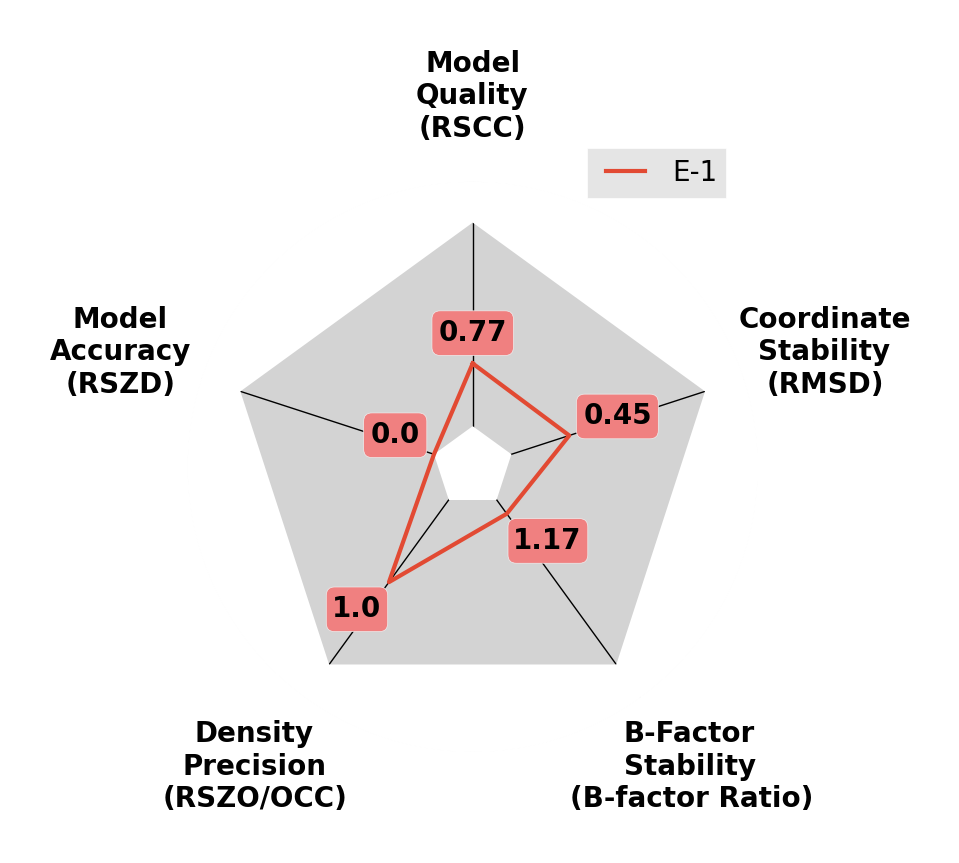 Model
Quality
(RSCC)
E-1
Model
Accuracy
(RSZD)
Coordinate
Stability
(RMSD)
0.77
0.45
0.0
1.17
1.0
Density
Precision
(RSZO/OCC)
B-Factor
Stability
(B-factor Ratio)